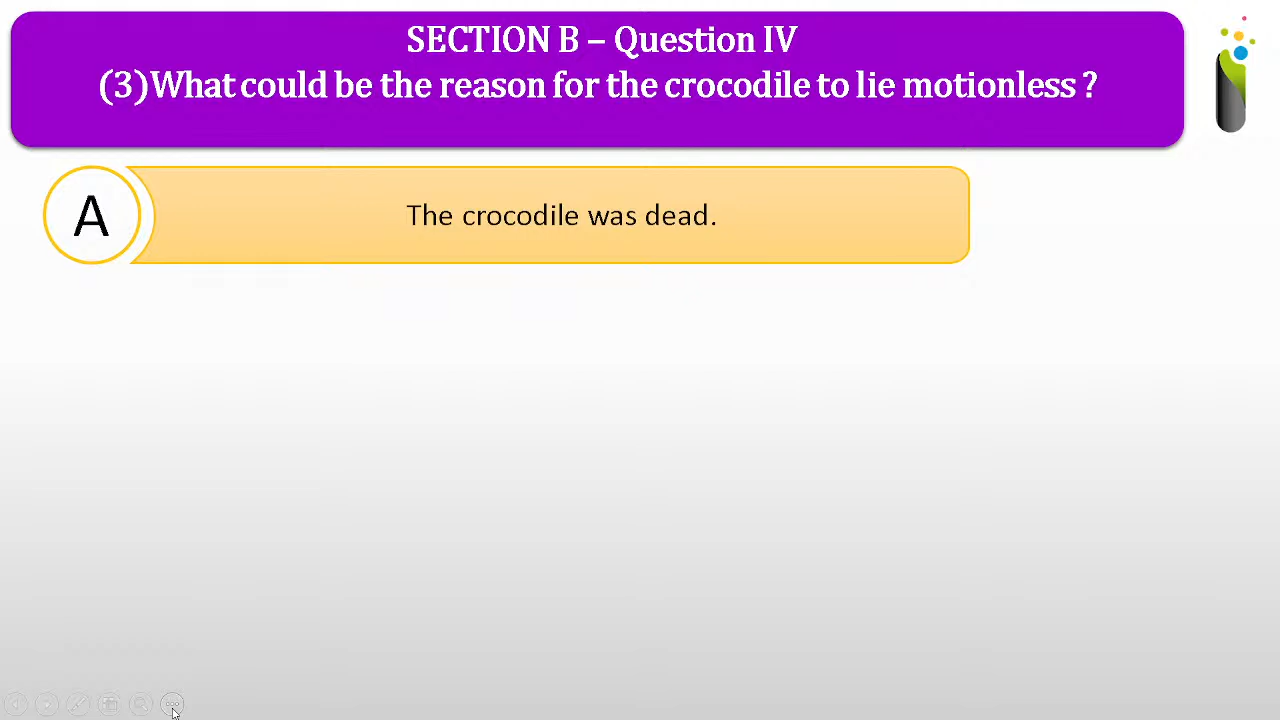 SECTION B – Question IV
(3)What could be the reason for the crocodile to lie motionless ?
A
The crocodile was dead.